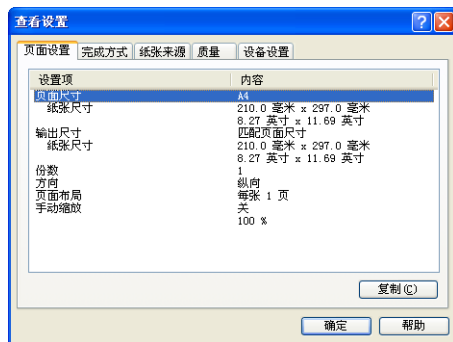 查看设置
页面设置 完成方式 纸张来源 质量 设备设置
设置项 内容
页面尺寸 A4
纸张尺寸 210.0 毫米 x 297.0 毫米
8.27 英寸 x 11.69 英寸
输出尺寸 匹配页面尺寸
纸张尺寸 210.0 毫米 x 297.0 毫米
8.27 英寸 x 11.69 英寸
份数 1
方向 纵向
页面布局 每张 1 页
手动缩放 关
100 %
复制(C)
确定 帮助